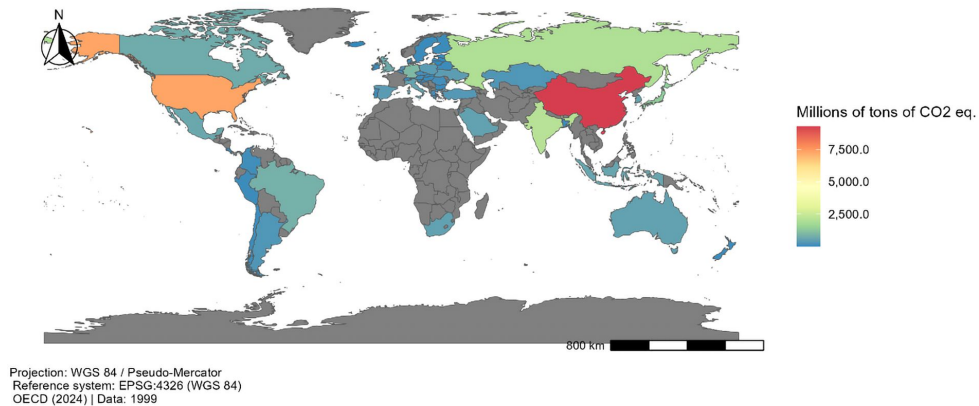 N
Millions of tons of CO2 eq.
7,500.0
5,000.0
2,500.0
800 km
Projection: WGS 84 / Pseudo-Mercator
Reference system: EPSG:4326 (WGS 84)
OECD (2024) | Data: 1999